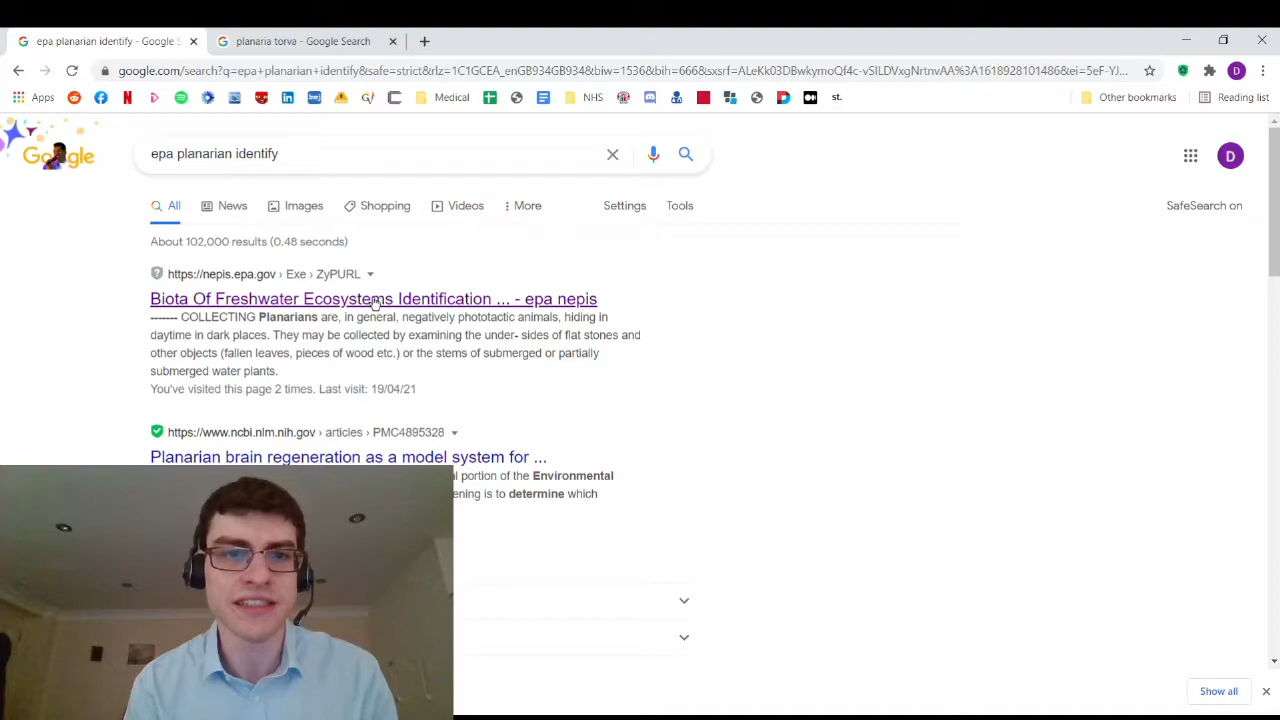 epa planarian identify - Google S
planaria torva - Google Search
google.com/search?q=epa+planarian+identify&safe=strict&rlz=1C1GCEA_enGB934GB934&biw=1536&bih=666&sxsrf=ALeKk03DBwkymoQf4c-vSILDVxgNrtnvAA%3A1618928101486&ei=5eF-YJ...
D
Apps
Medical
NHS
st.
Other bookmarks
Reading list
Google
epa planarian identify
D
All
News
Images
Shopping
Videos
More
Settings
Tools
SafeSearch on
About 102,000 results (0.48 seconds)
https://nepis.epa.gov › Exe › ZyPURL
Biota Of Freshwater Ecosystems Identification ... - epa nepis
------- COLLECTING Planarians are, in general, negatively phototactic animals, hiding in
daytime in dark places. They may be collected by examining the under- sides of flat stones and
other objects (fallen leaves, pieces of wood etc.) or the stems of submerged or partially
submerged water plants.
You've visited this page 2 times. Last visit: 19/04/21
https://www.ncbi.nlm.nih.gov › articles › PMC4895328
Planarian brain regeneration as a model system for ...
l portion of the Environmental
ening is to determine which
Show all